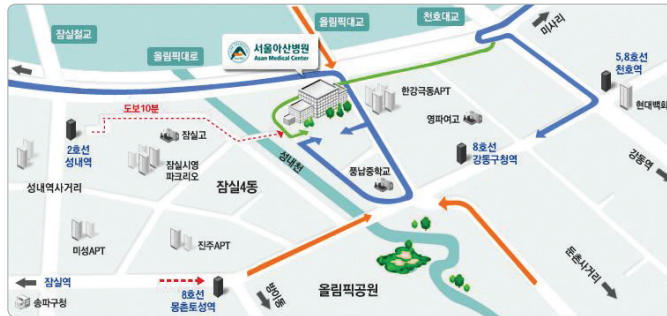 잠실철교
올림픽대로
올림픽대교
천호대교
미사리
서울아산병원
Asan Medical Center
5,8호선
천호역
현대백화
한강극동APT
영파여고
도보10분
2호선
성내역
잠실고
8호선
강동구청역
강동역
잠실시영
파크리오
성내역사거리
잠실4동
성내천
풍납중학교
미성APT
진주APT
둔촌사거리
잠실역
8호선
몽촌토성역
방이동
올림픽공원
송파구청